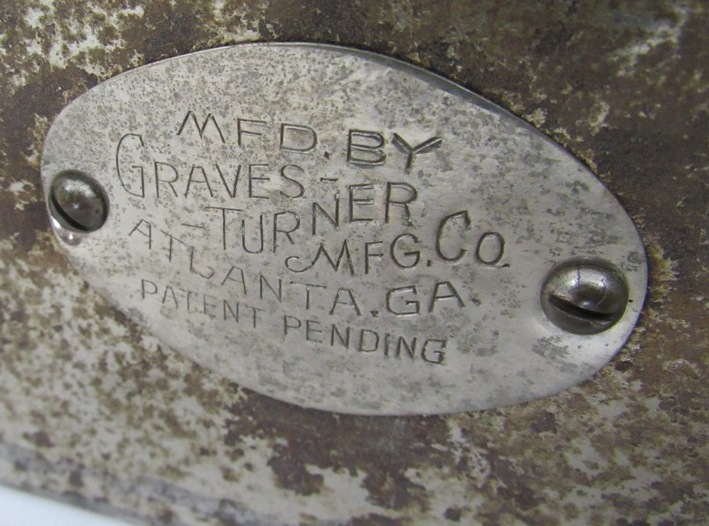 MFD. BY
GRAVES-
-TURNER
MFG. Co.
ATLANTA. GA.
PATENT PENDING